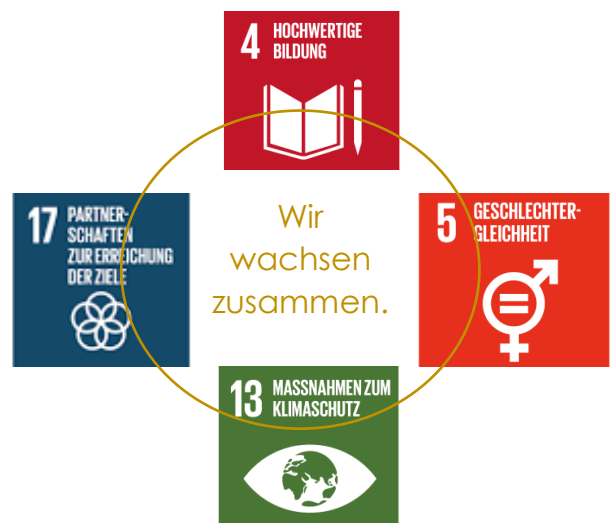 4 HOCHWERTIGE
BILDUNG
17 PARTNER-
SCHAFTEN
ZUR ERREICHUNG
DER ZIELE
Wir
wachsen
zusammen.
5 GESCHLECHTER-
GLEICHHEIT
13 MASSNAHMEN ZUM
KLIMASCHUTZ